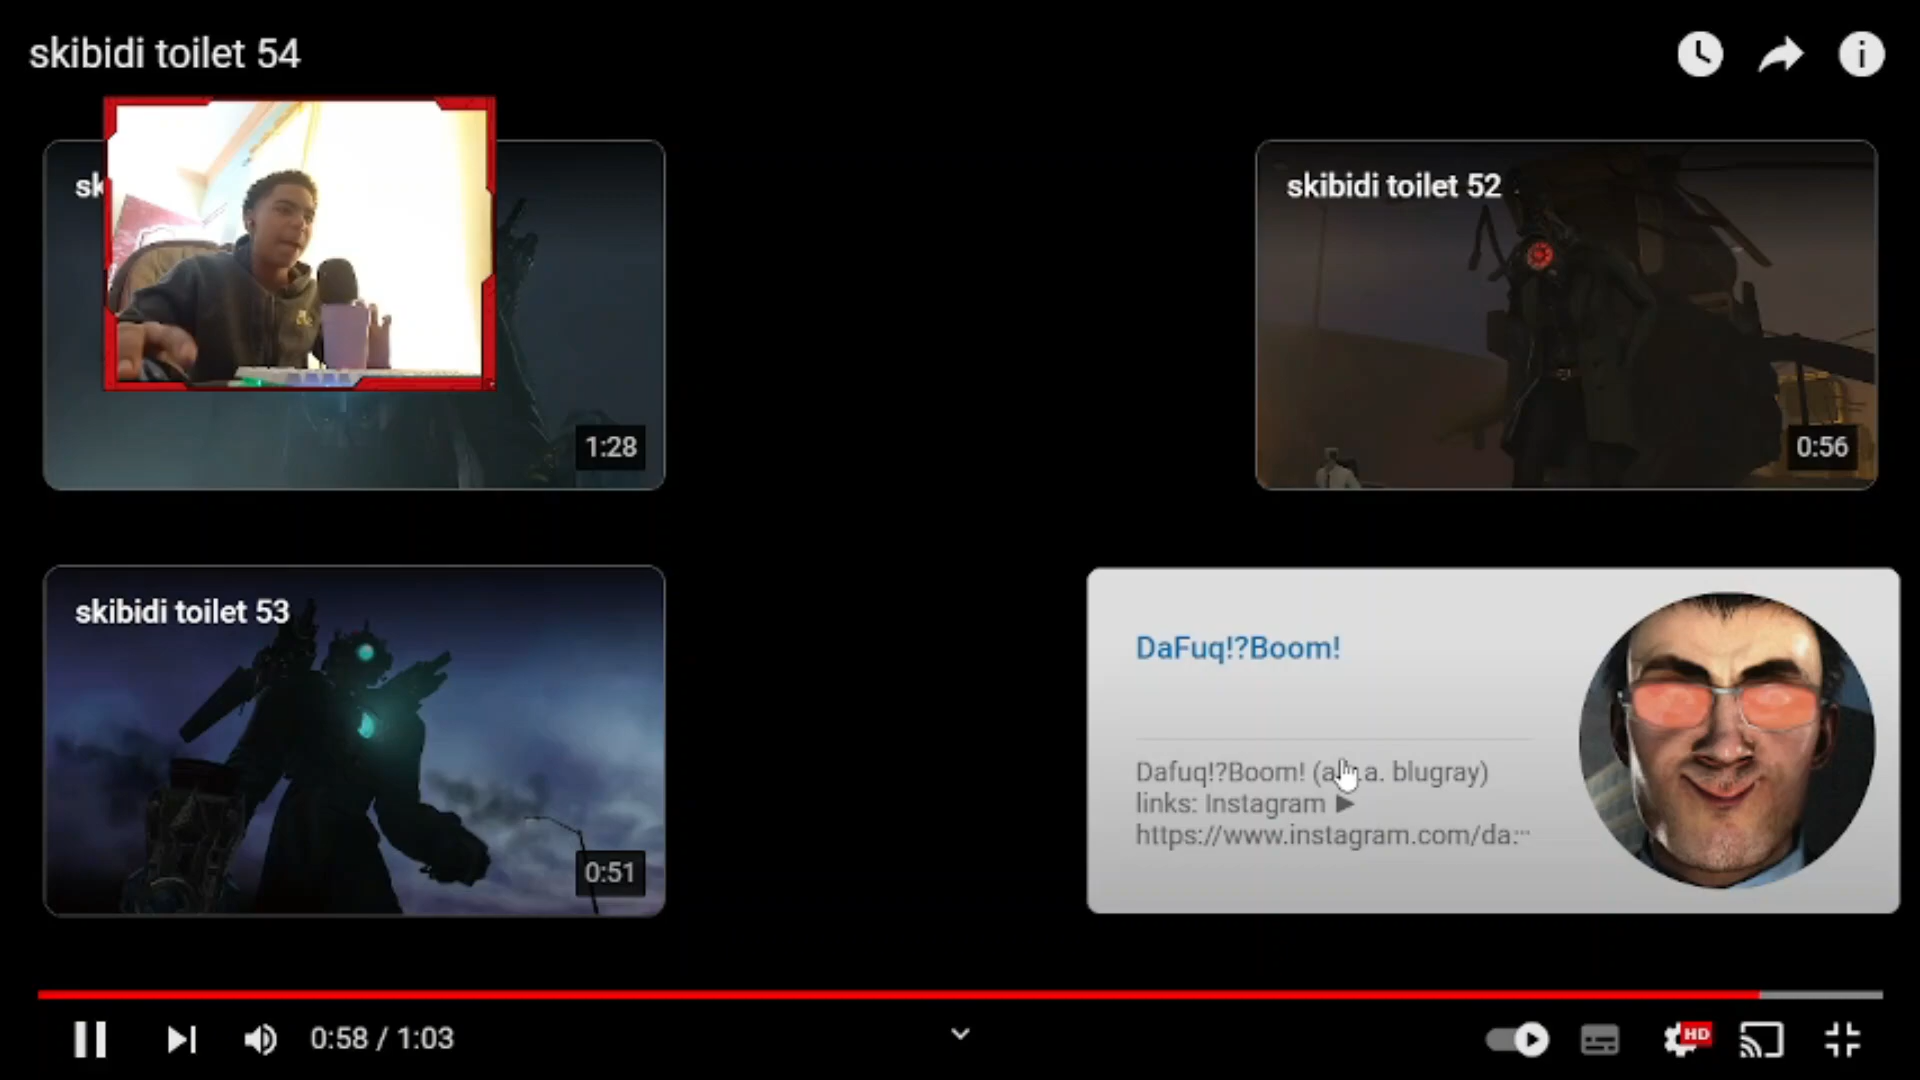 skibidi toilet 54
sk
1:28
skibidi toilet 52
0:56
skibidi toilet 53
0:51
DaFuq!?Boom!
Dafuq!?Boom! (a. blugray)
links: Instagram ▶
https://www.instagram.com/da:···
0:58 / 1:03
HD